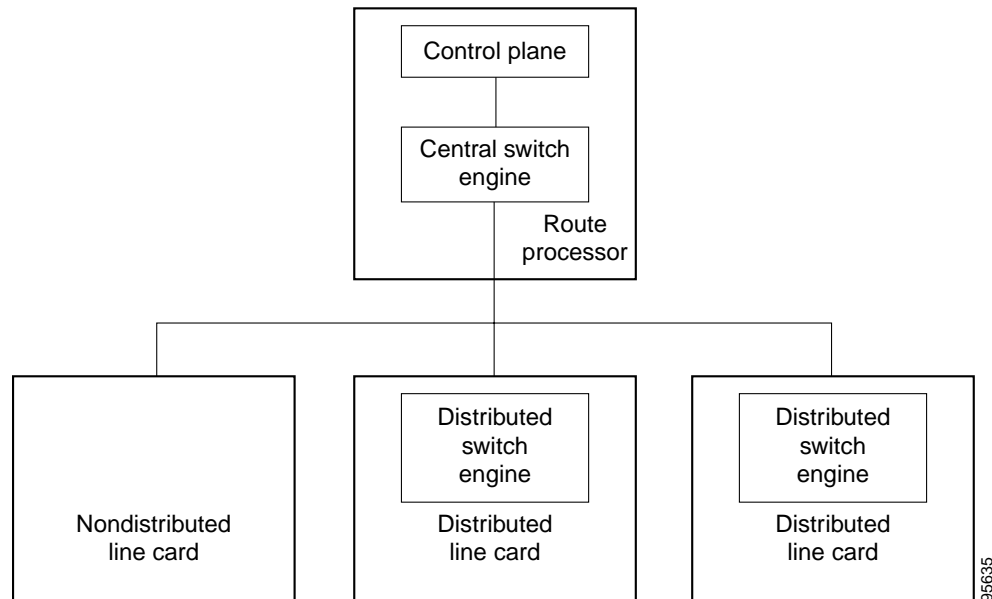 Control plane
Central switch
engine
Route
processor
Distributed
switch
engine
Distributed
switch
engine
Nondistributed
line card
Distributed
line card
Distributed
line card
95635